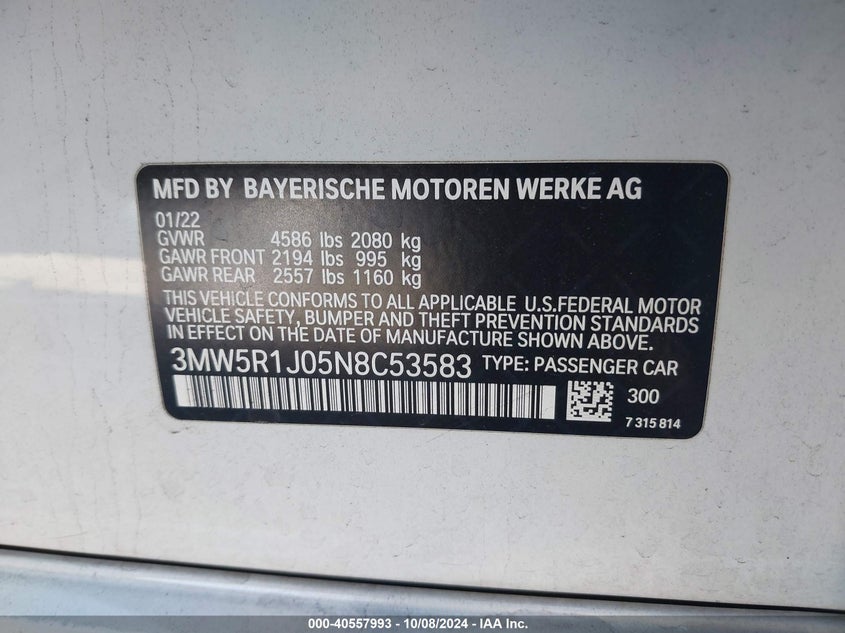 MFD BY BAYERISCHE MOTOREN WERKE AG
01/22
GVWR 4586 lbs 2080 kg
GAWR FRONT 2194 lbs 995 kg
GAWR REAR 2557 lbs 1160 kg
THIS VEHICLE CONFORMS TO ALL APPLICABLE U.S.FEDERAL MOTOR
VEHICLE SAFETY, BUMPER AND THEFT PREVENTION STANDARDS
IN EFFECT ON THE DATE OF MANUFACTURE SHOWN ABOVE.
3MW5R1J05N8C53583 TYPE: PASSENGER CAR
300
7 315 814
000-40557993 - 10/08/2024 - IAA Inc.